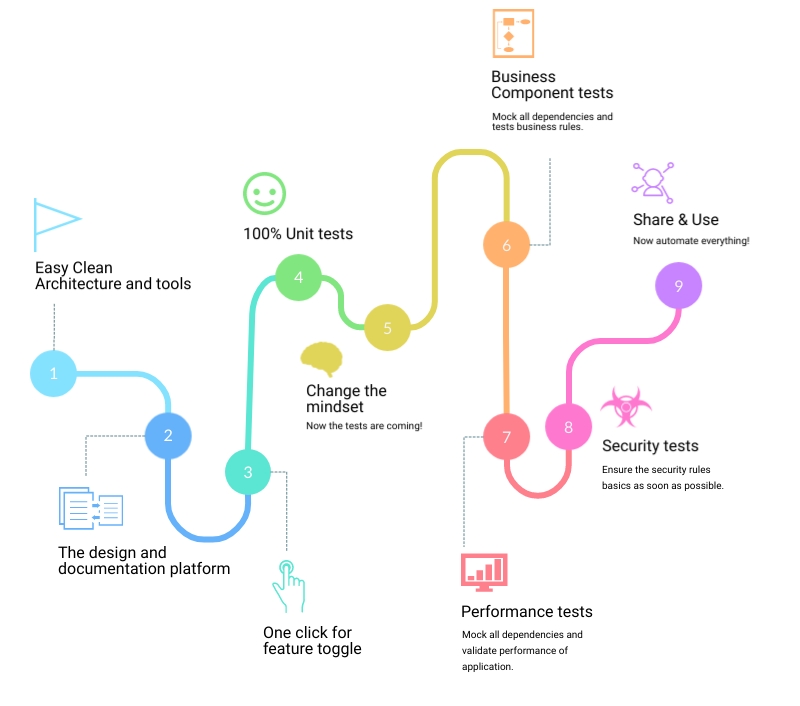 1
Easy Clean
Architecture and tools
2
The design and
documentation platform
3
One click for
feature toggle
4
100% Unit tests
5
Change the
mindset
Now the tests are coming!
6
Business
Component tests
Mock all dependencies and
tests business rules.
7
Performance tests
Mock all dependencies and
validate performance of
application.
8
Security tests
Ensure the security rules
basics as soon as possible.
9
Share & Use
Now automate everything!